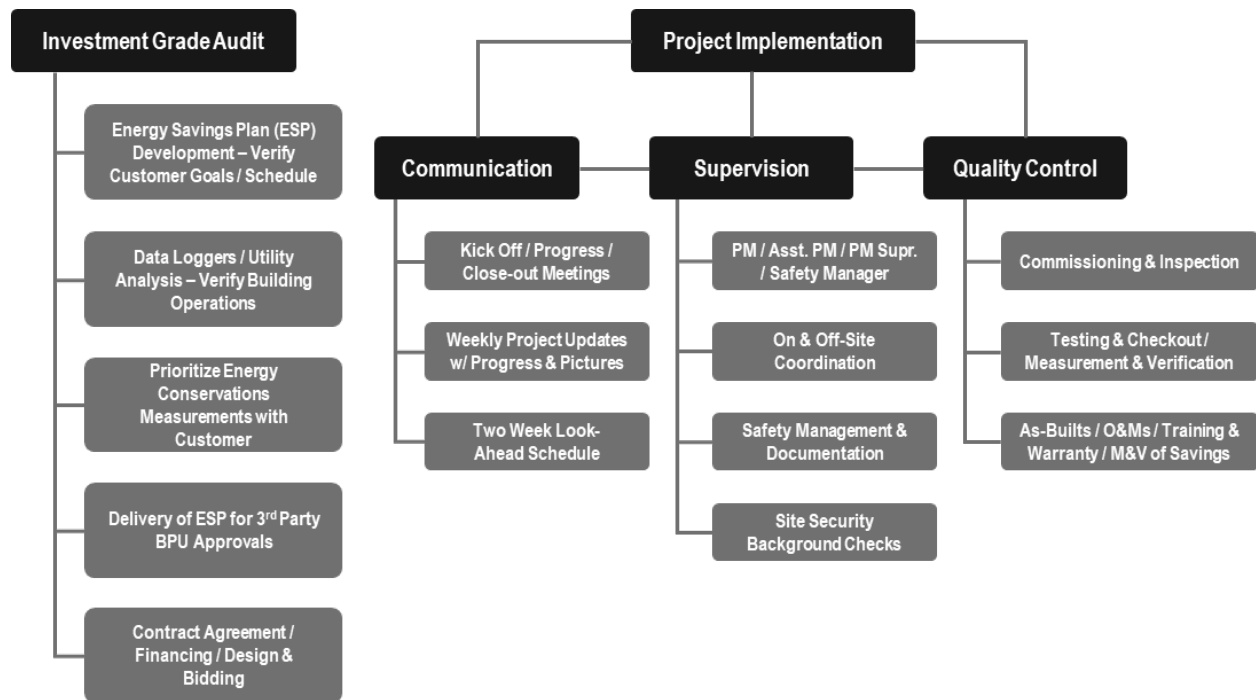 Investment Grade Audit
Energy Savings Plan (ESP)
Development – Verify
Customer Goals / Schedule
Data Loggers / Utility
Analysis – Verify Building
Operations
Prioritize Energy
Conservations
Measurements with
Customer
Delivery of ESP for 3rd Party
BPU Approvals
Contract Agreement /
Financing / Design &
Bidding
Project Implementation
Communication
Kick Off / Progress /
Close-out Meetings
Weekly Project Updates
w/ Progress & Pictures
Two Week Look-
Ahead Schedule
Supervision
PM / Asst. PM / PM Supr.
/ Safety Manager
On & Off-Site
Coordination
Safety Management &
Documentation
Site Security
Background Checks
Quality Control
Commissioning & Inspection
Testing & Checkout /
Measurement & Verification
As-Builts / O&Ms / Training &
Warranty / M&V of Savings